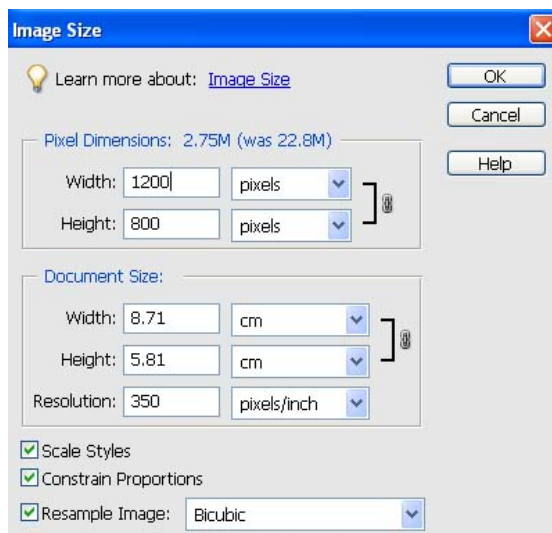 Image Size
Learn more about: Image Size
OK
Cancel
Help
Pixel Dimensions: 2.75M (was 22.8M)
Width: 1200 pixels
Height: 800 pixels
Document Size:
Width: 8.71 cm
Height: 5.81 cm
Resolution: 350 pixels/inch
Scale Styles
Constrain Proportions
Resample Image: Bicubic